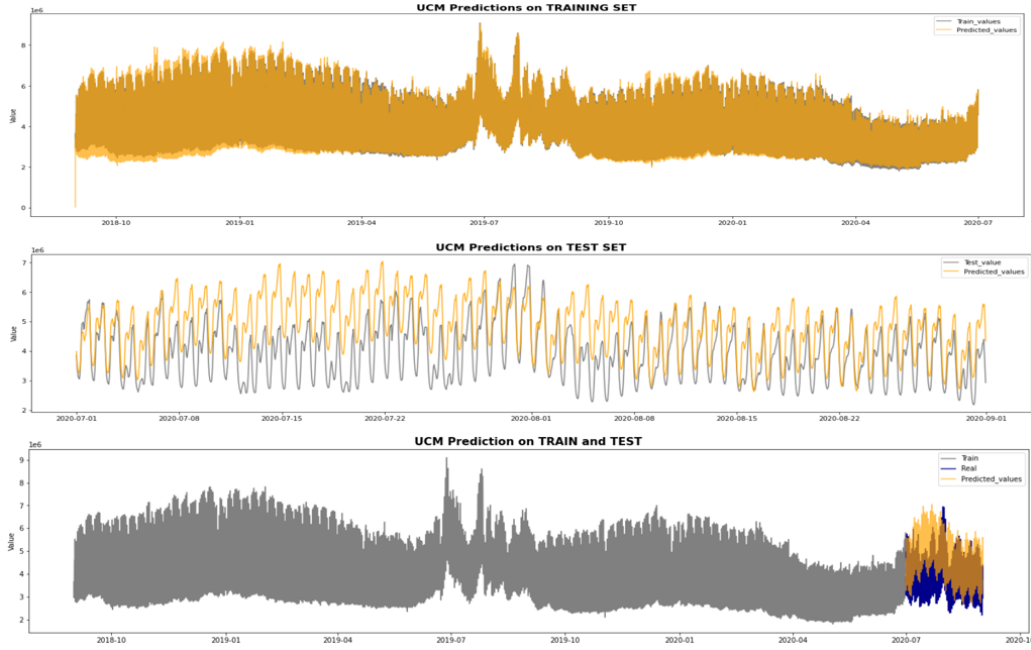 UCM Predictions on TRAINING SET
1e6
Train_values
Predicted_values
Value
8
6
4
2
0
2018-10 2019-01 2019-04 2019-07 2019-10 2020-01 2020-04 2020-07
UCM Predictions on TEST SET
1e6
Test_value
Predicted_values
Value
7
6
5
4
3
2
2020-07-01 2020-07-08 2020-07-15 2020-07-22 2020-08-01 2020-08-08 2020-08-15 2020-08-22 2020-09-01
UCM Prediction on TRAIN and TEST
1e6
Train
Real
Predicted_values
Value
9
8
7
6
5
4
3
2
2018-10 2019-01 2019-04 2019-07 2019-10 2020-01 2020-04 2020-07 2020-10